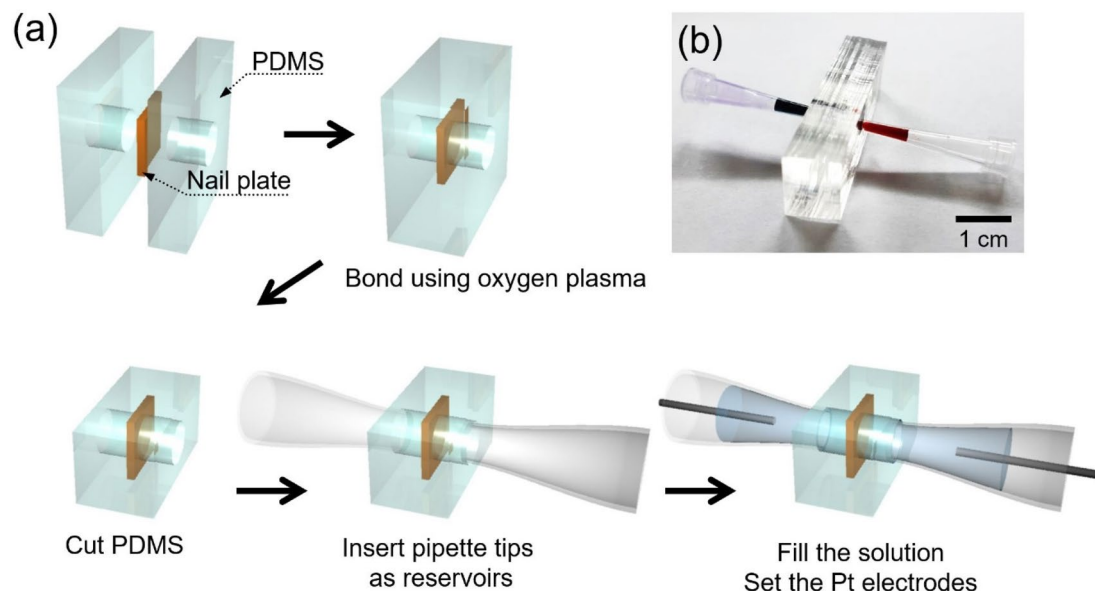 (a)
PDMS
Nail plate
(b)
1 cm
Bond using oxygen plasma
Cut PDMS
Insert pipette tips
as reservoirs
Fill the solution
Set the Pt electrodes